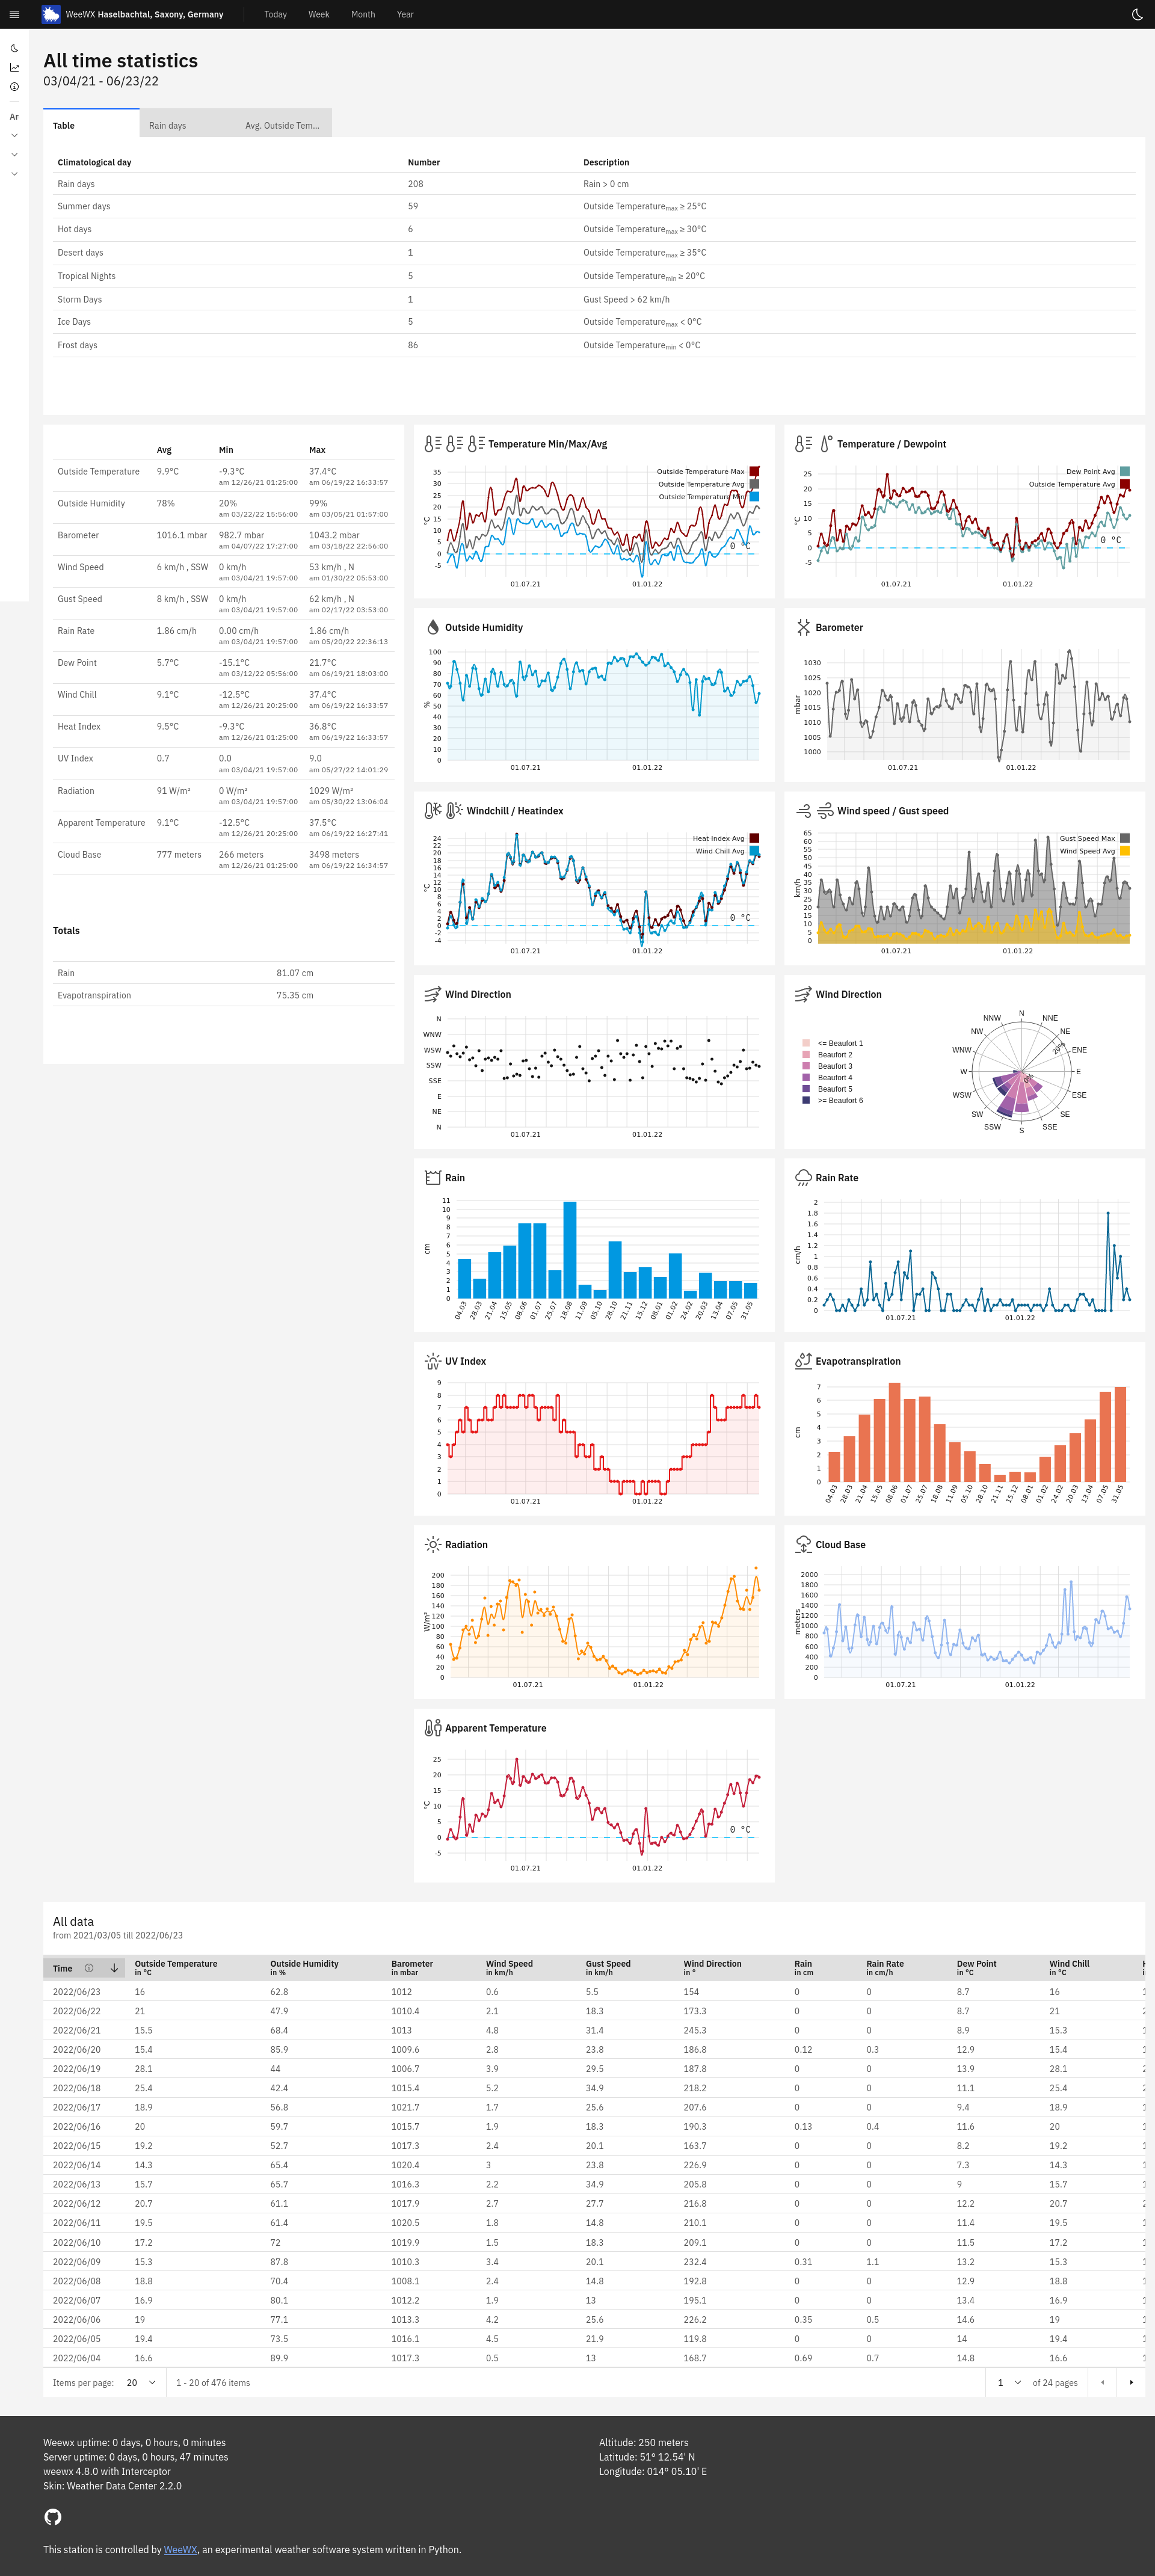 WeeWX Haselbachtal, Saxony, Germany Today Week Month Year
All time statistics
03/04/21 - 06/23/22
Ar
Table Rain days Avg. Outside Tem...
Climatological day Number Description
Rain days 208 Rain > 0 cm
Summer days 59 Outside Temperaturemax ≥ 25°C
Hot days 6 Outside Temperaturemax ≥ 30°C
Desert days 1 Outside Temperaturemax ≥ 35°C
Tropical Nights 5 Outside Temperaturemin ≥ 20°C
Storm Days 1 Gust Speed > 62 km/h
Ice Days 5 Outside Temperaturemax < 0°C
Frost days 86 Outside Temperaturemin < 0°C
Avg Min Max
Outside Temperature 9.9°C -9.3°C 37.4°C
am 12/26/21 01:25:00 am 06/19/22 16:33:57
Outside Humidity 78% 20% 99%
am 03/22/22 15:56:00 am 03/05/21 01:57:00
Barometer 1016.1 mbar 982.7 mbar 1043.2 mbar
am 04/07/22 17:27:00 am 03/18/22 22:56:00
Wind Speed 6 km/h , SSW 0 km/h 53 km/h , N
am 03/04/21 19:57:00 am 01/30/22 05:53:00
Gust Speed 8 km/h , SSW 0 km/h 62 km/h , N
am 03/04/21 19:57:00 am 02/17/22 03:53:00
Rain Rate 1.86 cm/h 0.00 cm/h 1.86 cm/h
am 03/04/21 19:57:00 am 05/20/22 22:36:13
Dew Point 5.7°C -15.1°C 21.7°C
am 03/12/22 05:56:00 am 06/19/21 18:03:00
Wind Chill 9.1°C -12.5°C 37.4°C
am 12/26/21 20:25:00 am 06/19/22 16:33:57
Heat Index 9.5°C -9.3°C 36.8°C
am 12/26/21 01:25:00 am 06/19/22 16:33:57
UV Index 0.7 0.0 9.0
am 03/04/21 19:57:00 am 05/27/22 14:01:29
Radiation 91 W/m² 0 W/m² 1029 W/m²
am 03/04/21 19:57:00 am 05/30/22 13:06:04
Apparent Temperature 9.1°C -12.5°C 37.5°C
am 12/26/21 20:25:00 am 06/19/22 16:27:41
Cloud Base 777 meters 266 meters 3498 meters
am 12/26/21 01:25:00 am 06/19/22 16:34:57
Totals
Rain 81.07 cm
Evapotranspiration 75.35 cm
Temperature Min/Max/Avg
Outside Temperature Max
Outside Temperature Avg
Outside Temperature Min
°C
35
30
25
20
15
10
5
0
-5
0 °C
01.07.21 01.01.22
Temperature / Dewpoint
Dew Point Avg
Outside Temperature Avg
°C
25
20
15
10
5
0
-5
0 °C
01.07.21 01.01.22
Outside Humidity
%
100
90
80
70
60
50
40
30
20
10
0
01.07.21 01.01.22
Barometer
mbar
1030
1025
1020
1015
1010
1005
1000
01.07.21 01.01.22
Windchill / Heatindex
Heat Index Avg
Wind Chill Avg
°C
24
22
20
18
16
14
12
10
8
6
4
2
0
-2
-4
0 °C
01.07.21 01.01.22
Wind speed / Gust speed
Gust Speed Max
Wind Speed Avg
km/h
65
60
55
50
45
40
35
30
25
20
15
10
5
0
01.07.21 01.01.22
Wind Direction
N
WNW
WSW
SSW
SSE
E
NE
N
01.07.21 01.01.22
Wind Direction
<= Beaufort 1
Beaufort 2
Beaufort 3
Beaufort 4
Beaufort 5
>= Beaufort 6
N
NNW NNE
NW NE
WNW ENE
W E
WSW ESE
SW SE
SSW SSE
S
20%
0%
Rain
cm
11
10
9
8
7
6
5
4
3
2
1
0
04.03 28.03 21.04 15.05 08.06 01.07 25.07 18.08 11.09 05.10 28.10 21.11 15.12 08.01 01.02 24.02 20.03 13.04 07.05 31.05
Rain Rate
cm/h
2
1.8
1.6
1.4
1.2
1
0.8
0.6
0.4
0.2
0
01.07.21 01.01.22
UV Index
9
8
7
6
5
4
3
2
1
0
01.07.21 01.01.22
Evapotranspiration
cm
7
6
5
4
3
2
1
0
04.03 28.03 21.04 15.05 08.06 01.07 25.07 18.08 11.09 05.10 28.10 21.11 15.12 08.01 01.02 24.02 20.03 13.04 07.05 31.05
Radiation
W/m²
200
180
160
140
120
100
80
60
40
20
0
01.07.21 01.01.22
Cloud Base
meters
2000
1800
1600
1400
1200
1000
800
600
400
200
0
01.07.21 01.01.22
Apparent Temperature
°C
25
20
15
10
5
0
-5
0 °C
01.07.21 01.01.22
All data
from 2021/03/05 till 2022/06/23
Time Outside Temperature Outside Humidity Barometer Wind Speed Gust Speed Wind Direction Rain Rain Rate Dew Point Wind Chill
in °C in % in mbar in km/h in km/h in ° in cm in cm/h in °C in °C
2022/06/23 16 62.8 1012 0.6 5.5 154 0 0 8.7 16
2022/06/22 21 47.9 1010.4 2.1 18.3 173.3 0 0 8.7 21
2022/06/21 15.5 68.4 1013 4.8 31.4 245.3 0 0 8.9 15.3
2022/06/20 15.4 85.9 1009.6 2.8 23.8 186.8 0.12 0.3 12.9 15.4
2022/06/19 28.1 44 1006.7 3.9 29.5 187.8 0 0 13.9 28.1
2022/06/18 25.4 42.4 1015.4 5.2 34.9 218.2 0 0 11.1 25.4
2022/06/17 18.9 56.8 1021.7 1.7 25.6 207.6 0 0 9.4 18.9
2022/06/16 20 59.7 1015.7 1.9 18.3 190.3 0.13 0.4 11.6 20
2022/06/15 19.2 52.7 1017.3 2.4 20.1 163.7 0 0 8.2 19.2
2022/06/14 14.3 65.4 1020.4 3 23.8 226.9 0 0 7.3 14.3
2022/06/13 15.7 65.7 1016.3 2.2 34.9 205.8 0 0 9 15.7
2022/06/12 20.7 61.1 1017.9 2.7 27.7 216.8 0 0 12.2 20.7
2022/06/11 19.5 61.4 1020.5 1.8 14.8 210.1 0 0 11.4 19.5
2022/06/10 17.2 72 1019.9 1.5 18.3 209.1 0 0 11.5 17.2
2022/06/09 15.3 87.8 1010.3 3.4 20.1 232.4 0.31 1.1 13.2 15.3
2022/06/08 18.8 70.4 1008.1 2.4 14.8 192.8 0 0 12.9 18.8
2022/06/07 16.9 80.1 1012.2 1.9 13 195.1 0 0 13.4 16.9
2022/06/06 19 77.1 1013.3 4.2 25.6 226.2 0.35 0.5 14.6 19
2022/06/05 19.4 73.5 1016.1 4.5 21.9 119.8 0 0 14 19.4
2022/06/04 16.6 89.9 1017.3 0.5 13 168.7 0.69 0.7 14.8 16.6
Items per page: 20 1 - 20 of 476 items 1 of 24 pages
Weewx uptime: 0 days, 0 hours, 0 minutes
Server uptime: 0 days, 0 hours, 47 minutes
weewx 4.8.0 with Interceptor
Skin: Weather Data Center 2.2.0
Altitude: 250 meters
Latitude: 51° 12.54' N
Longitude: 014° 05.10' E
This station is controlled by WeeWX, an experimental weather software system written in Python.